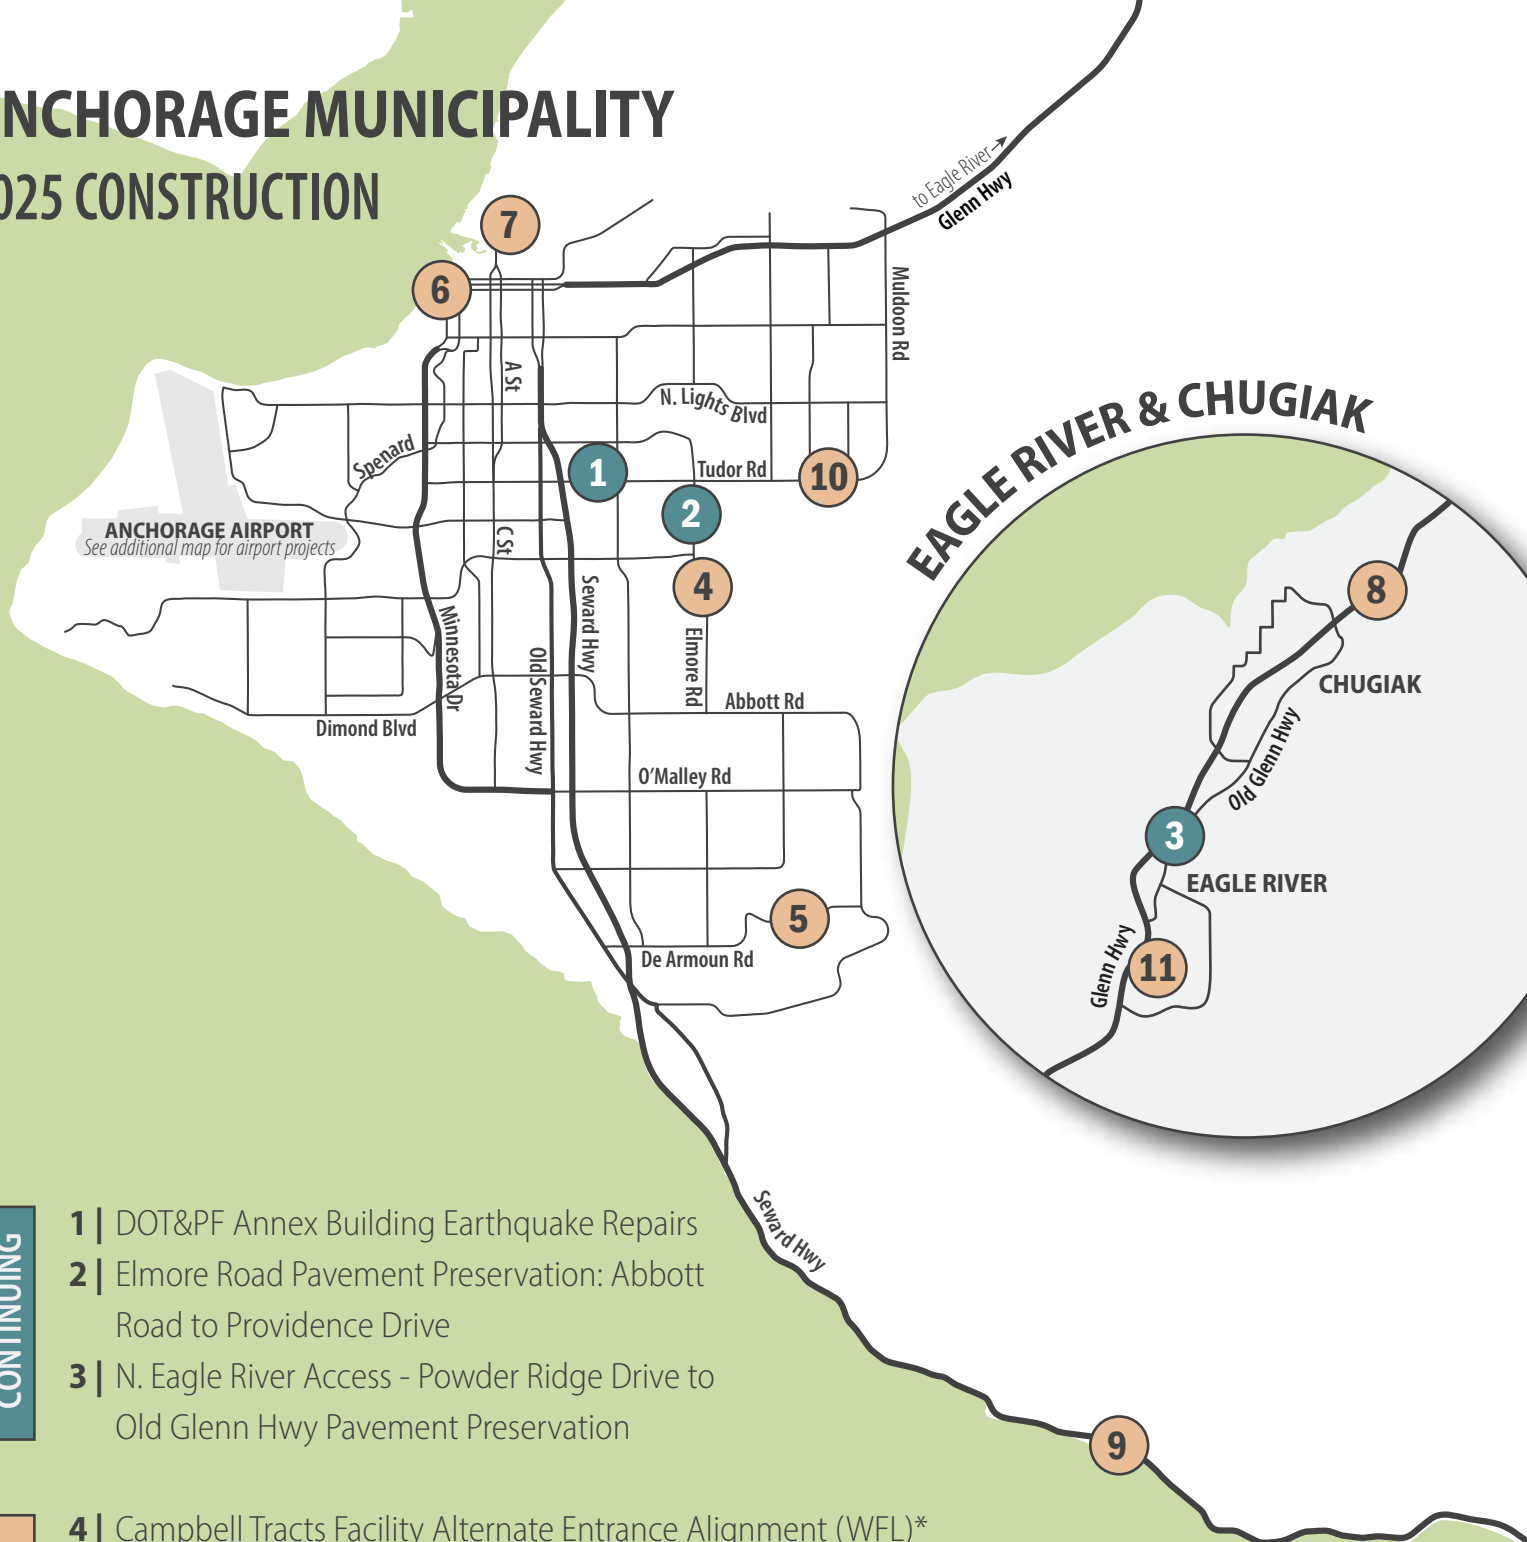 NCHORAGE MUNICIPALITY
025 CONSTRUCTION
7
6
to Eagle River
Glenn Hwy
Muldoon Rd
A St
N. Lights Blvd
Spenard
1
Tudor Rd
10
2
ANCHORAGE AIRPORT
See additional map for airport projects
C St
4
Seward Hwy
Minnesota Dr
Old Seward Hwy
Elmore Rd
Abbott Rd
Dimond Blvd
O'Malley Rd
5
De Armoun Rd
EAGLE RIVER & CHUGIAK
8
CHUGIAK
Old Glenn Hwy
3
EAGLE RIVER
Glenn Hwy
11
Seward Hwy
9
CONTINUING
1 | DOT&PF Annex Building Earthquake Repairs
2 | Elmore Road Pavement Preservation: Abbott
Road to Providence Drive
3 | N. Eagle River Access - Powder Ridge Drive to
Old Glenn Hwy Pavement Preservation
4 | Campbell Tracts Facility Alternate Entrance Alignment (WFL)*